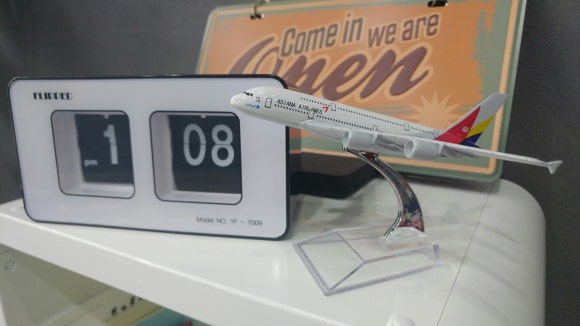 Come in we are
Open
FLIPPED
pm 1 08
Model NO. YF - 7009
ASIANA AIRLINES